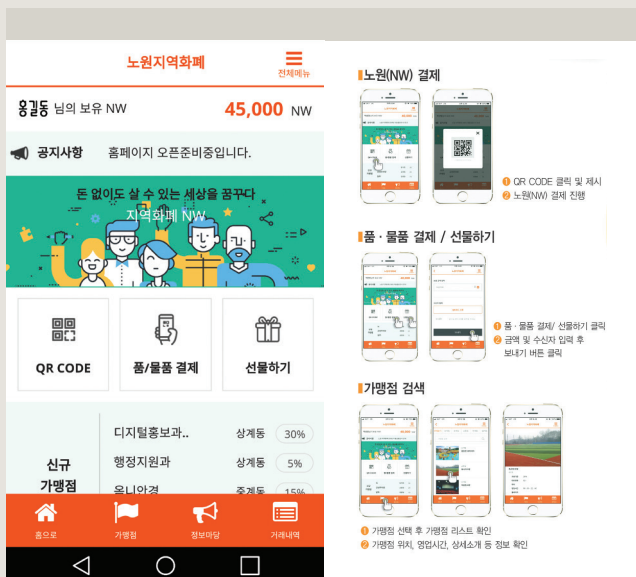 노원지역화폐
전체메뉴
홍길동 님의 보유 NW 45,000 NW
공지사항 홈페이지 오픈준비중입니다.
돈 없이도 살 수 있는 세상을 꿈꾸다
지역화폐 NW
QR CODE
품/물품 결제
선물하기
신규
가맹점
디지털홍보과.. 상계동 30%
행정지원과 상계동 5%
옵니안경 중계동 15%
홈으로
가맹점
정보마당
거래내역
노원(NW) 결제
❶ QR CODE 클릭 및 제시
❷ 노원(NW) 결제 진행
품 · 물품 결제 / 선물하기
❶ 품 · 물품 결제/ 선물하기 클릭
❷ 금액 및 수신자 입력 후
보내기 버튼 클릭
가맹점 검색
❶ 가맹점 선택 후 가맹점 리스트 확인
❷ 가맹점 위치, 영업시간, 상세소개 등 정보 확인